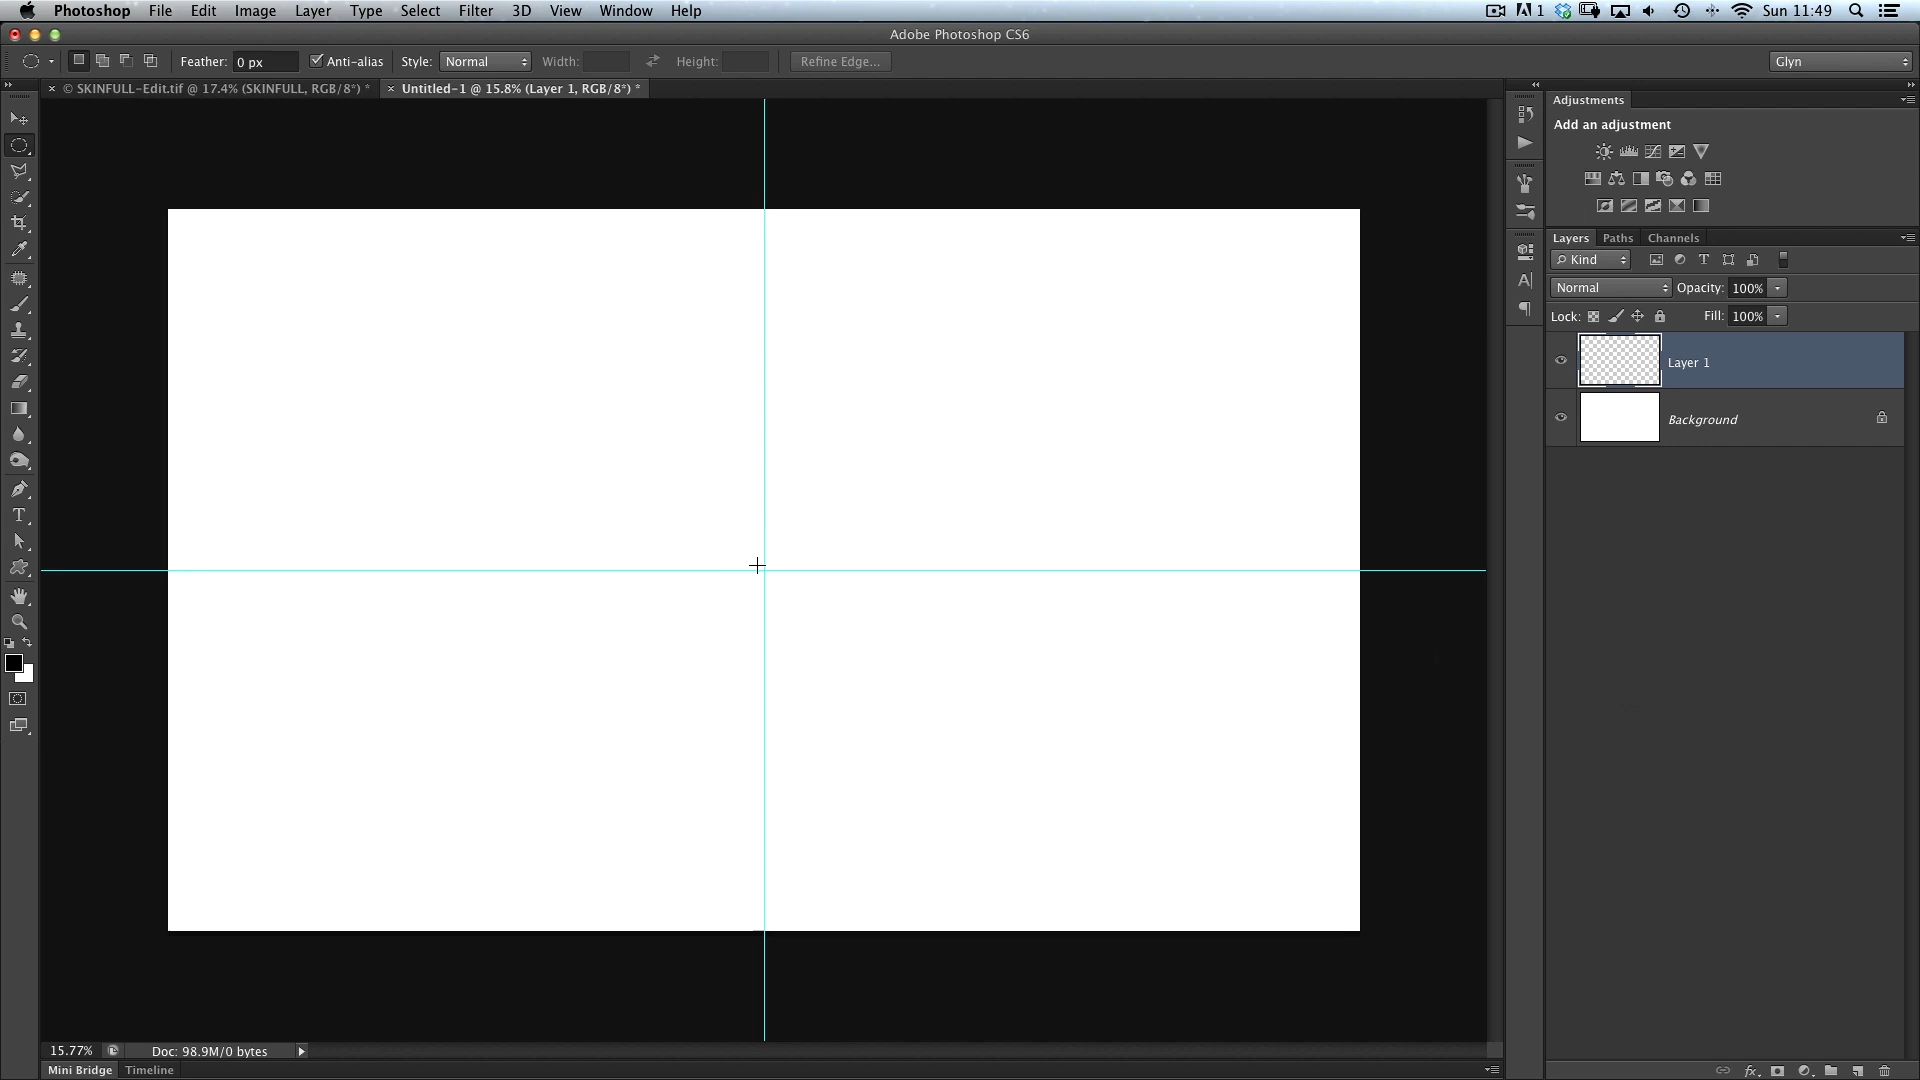 Photoshop File Edit Image Layer Type Select Filter 3D View Window Help 1 Sun 11:49
Adobe Photoshop CS6
Feather: 0 px Anti-alias Style: Normal Width: Height: Refine Edge... Glyn
× © SKINFULL-Edit.tif @ 17.4% (SKINFULL, RGB/8*) * × Untitled-1 @ 15.8% (Layer 1, RGB/8*) *
Adjustments
Add an adjustment
Layers Paths Channels
Kind
Normal Opacity: 100%
Lock: Fill: 100%
Layer 1
Background
15.77% Doc: 98.9M/0 bytes
Mini Bridge Timeline